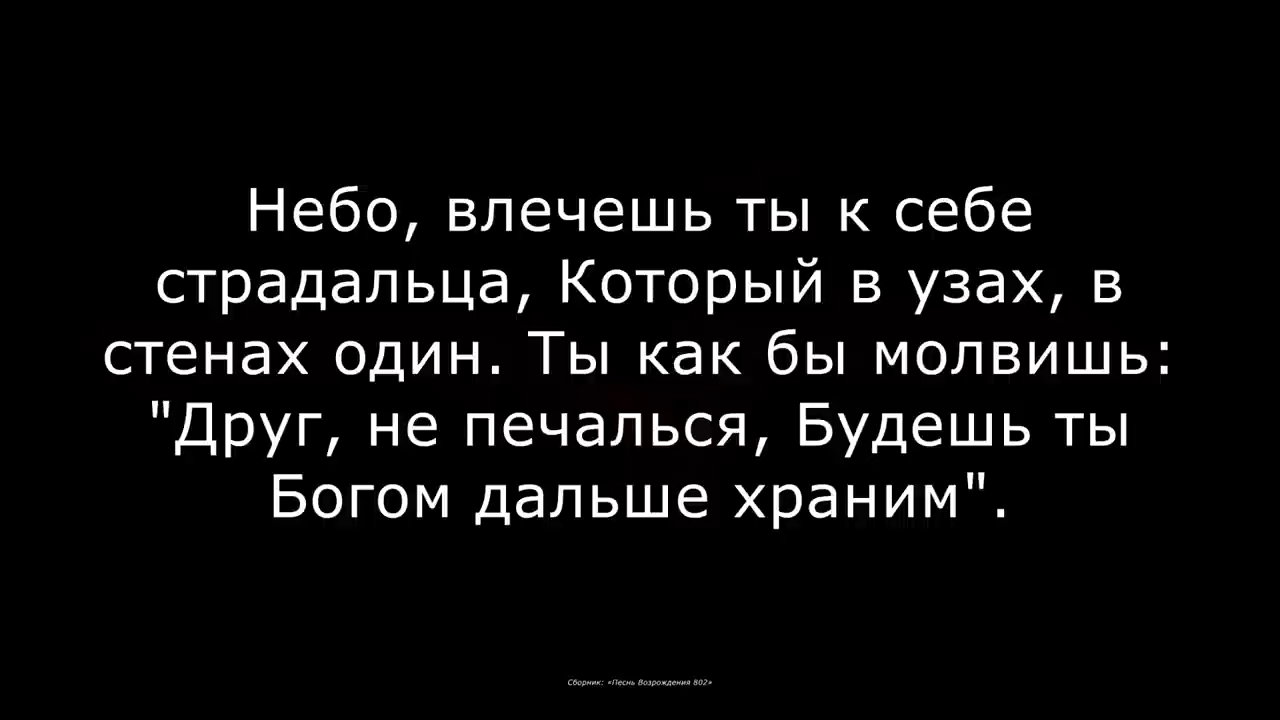 Небо, влечешь ты к себе
страдальца, Который в узах, в
стенах один. Ты как бы молвишь:
"Друг, не печалься, Будешь ты
Богом дальше храним".
Сборник: «Песнь Возрождения 802»